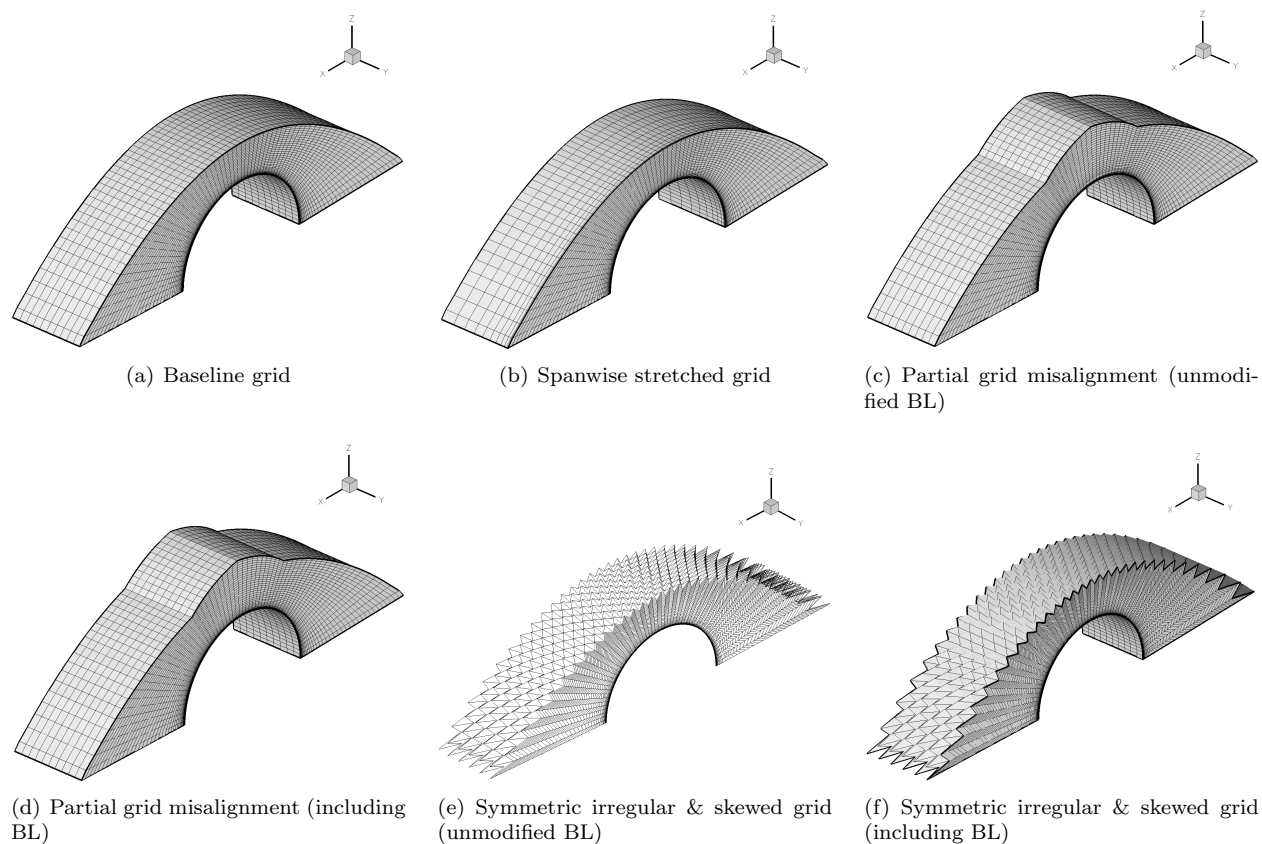 Z
X
Y
Z
X
Y
Z
X
Y
(a) Baseline grid
(b) Spanwise stretched grid
(c) Partial grid misalignment (unmodi-
fied BL)
Z
X
Y
Z
X
Y
Z
X
Y
(d) Partial grid misalignment (including
BL)
(e) Symmetric irregular & skewed grid
(unmodified BL)
(f) Symmetric irregular & skewed grid
(including BL)